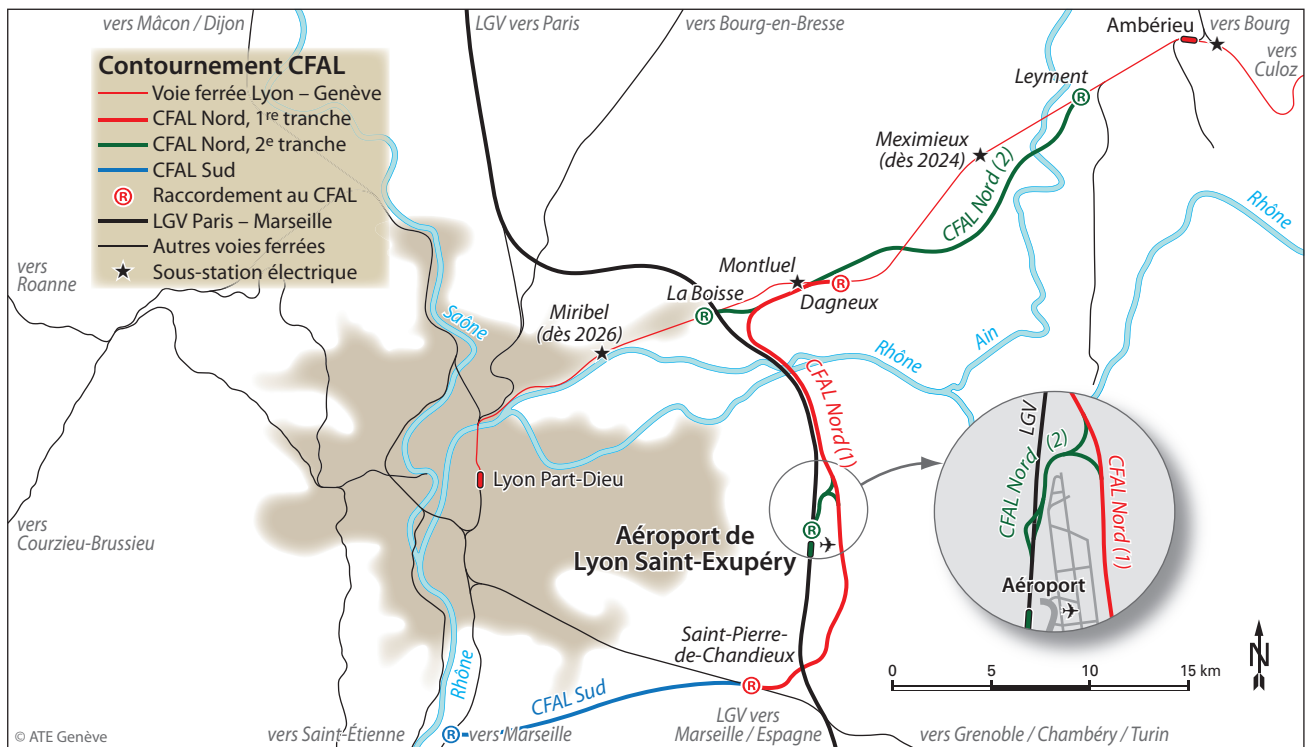 vers Mâcon / Dijon
LGV vers Paris
vers Bourg-en-Bresse
Ambérieu
vers Bourg
vers
Culoz
Contournement CFAL
Voie ferrée Lyon – Genève
CFAL Nord, 1re tranche
CFAL Nord, 2e tranche
CFAL Sud
R Raccordement au CFAL
LGV Paris – Marseille
Autres voies ferrées
★ Sous-station électrique
Leyment
R
Meximieux
(dès 2024)
CFAL Nord (2)
Rhône
vers
Roanne
Montluel
La Boisse
R
R
Dagneux
Saône
Miribel
(dès 2026)
Rhône
Ain
CFAL Nord (1)
LGV
CFAL Nord (2)
CFAL Nord (1)
Aéroport
Lyon Part-Dieu
vers
Courzieu-Brussieu
R
Aéroport de
Lyon Saint-Exupéry
Saint-Pierre-
de-Chandieux
R
0 5 10 15 km
N
Rhône
CFAL Sud
R
LGV vers
Marseille / Espagne
© ATE Genève
vers Saint-Étienne
vers Marseille
vers Grenoble / Chambéry / Turin